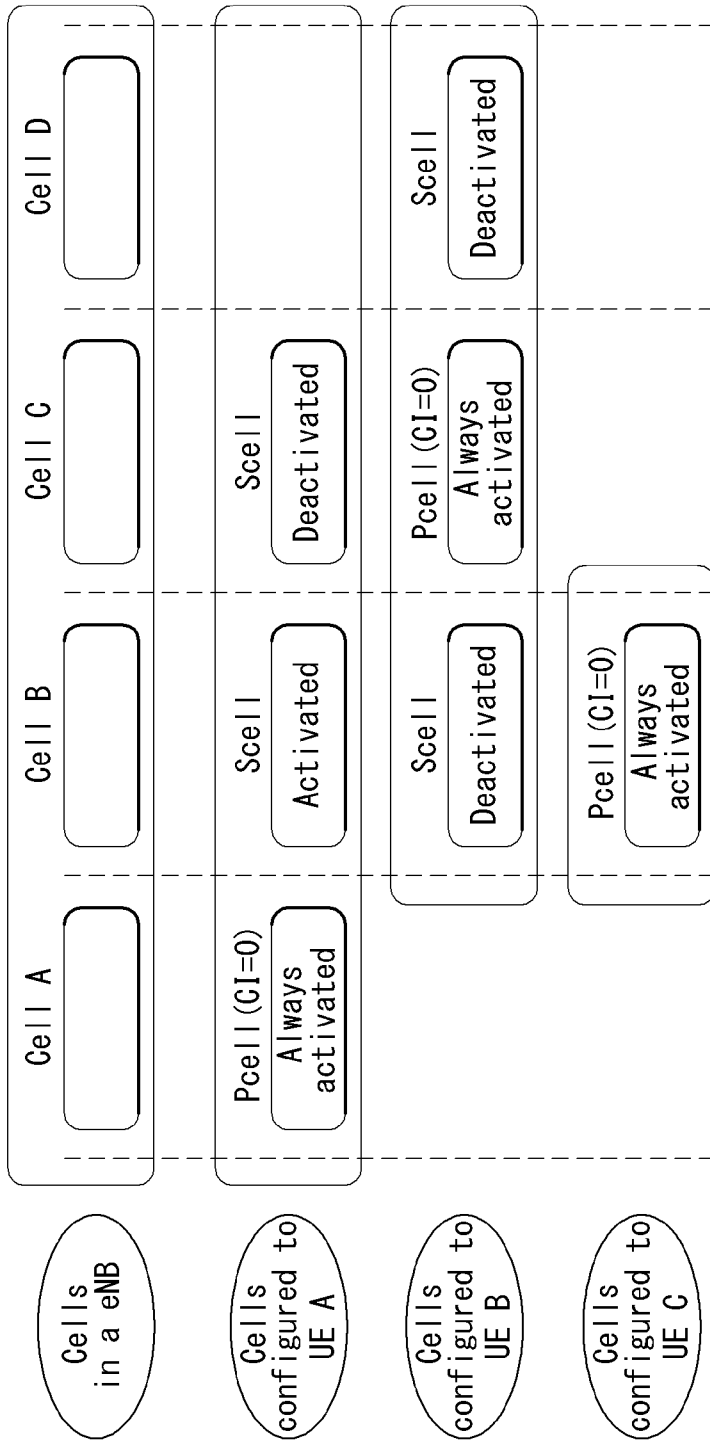 Cells
in a eNB
Cell A
Cell B
Cell C
Cell D
Cells
configured to
UE A
Pcell(CI=0)
Always
activated
Scell
Activated
Scell
Deactivated
Cells
configured to
UE B
Scell
Deactivated
Pcell(CI=0)
Always
activated
Scell
Deactivated
Cells
configured to
UE C
Pcell(CI=0)
Always
activated